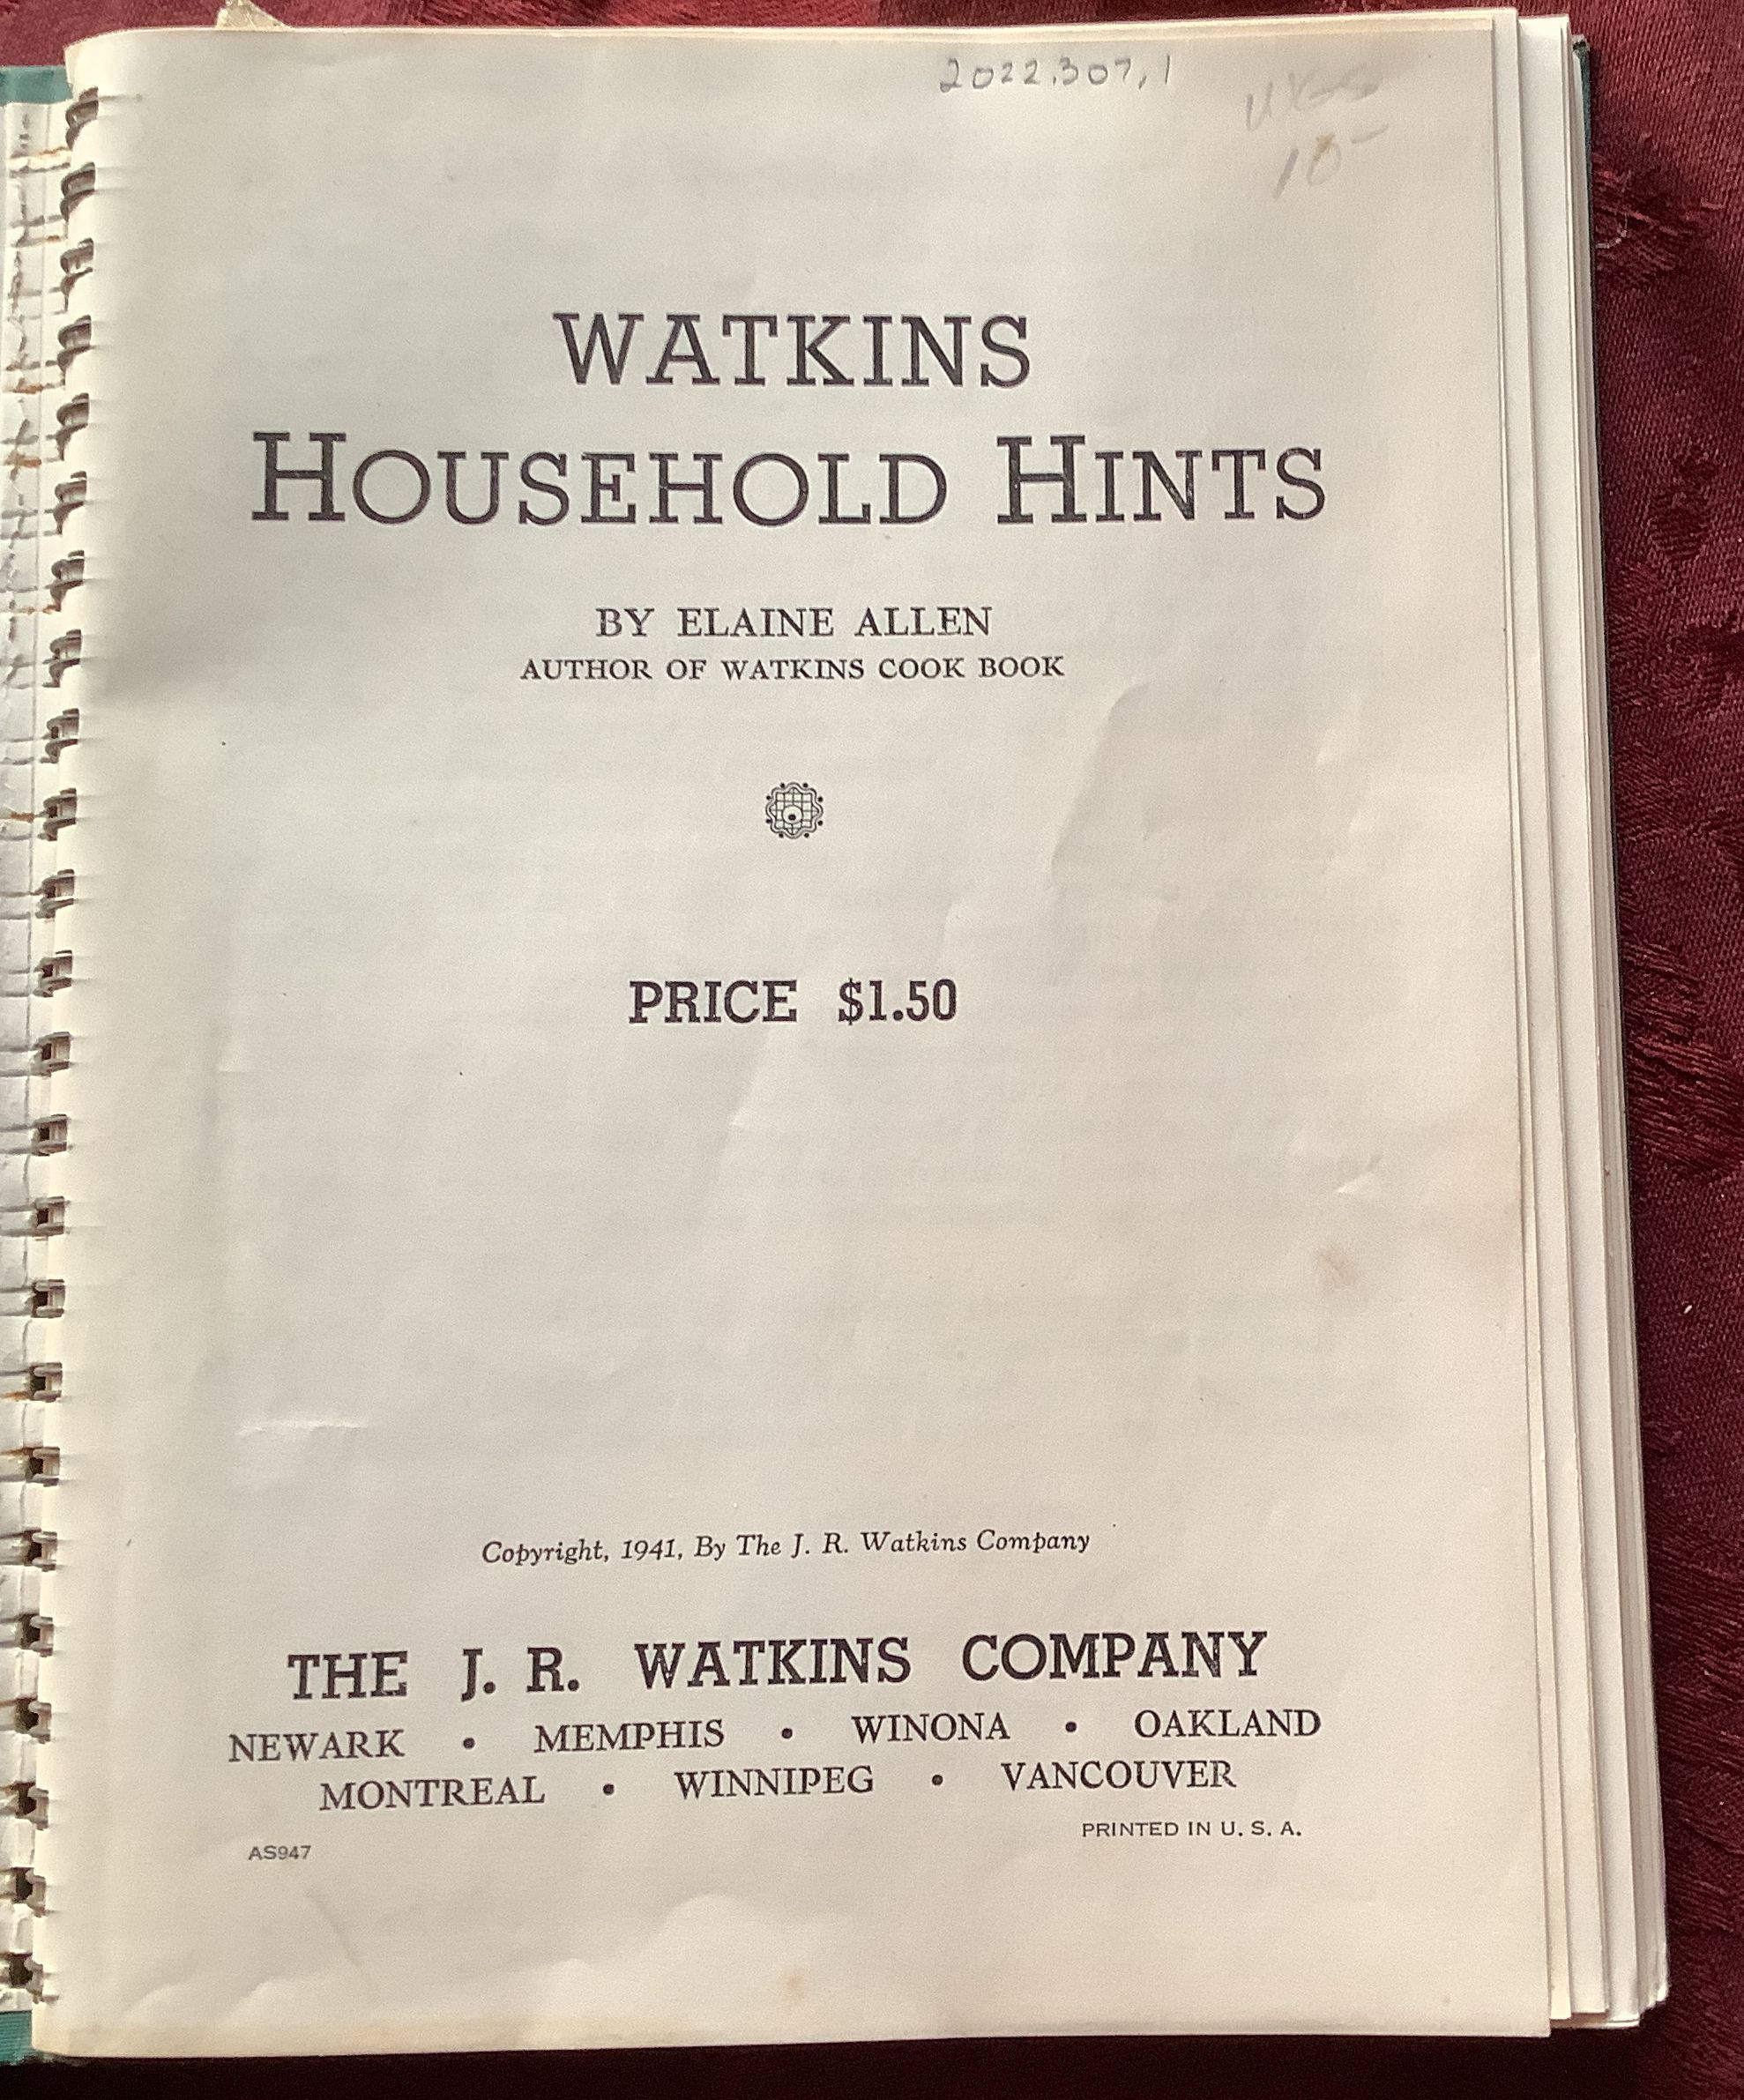 2022.307.1
10-
WATKINS
HOUSEHOLD HINTS
BY ELAINE ALLEN
AUTHOR OF WATKINS COOK BOOK
PRICE $1.50
Copyright, 1941, By The J. R. Watkins Company
THE J. R. WATKINS COMPANY
NEWARK • MEMPHIS • WINONA • OAKLAND
MONTREAL • WINNIPEG • VANCOUVER
PRINTED IN U. S. A.
AS947